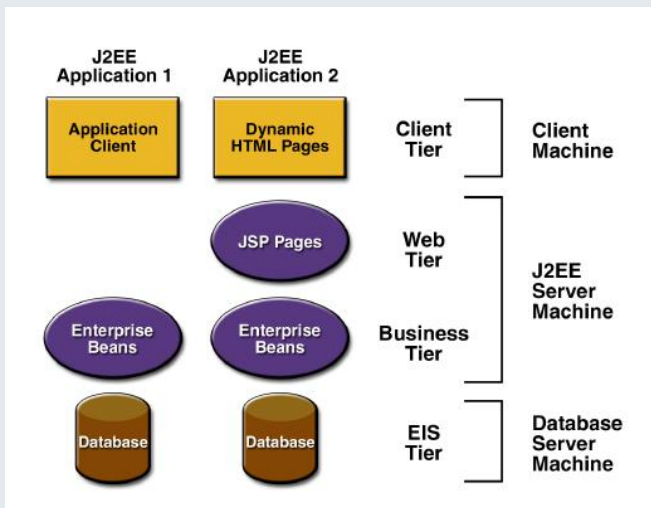 J2EE
Application 1
J2EE
Application 2
Application
Client
Dynamic
HTML Pages
Client
Tier
Client
Machine
JSP Pages
Web
Tier
J2EE
Server
Machine
Enterprise
Beans
Enterprise
Beans
Business
Tier
Database
Database
EIS
Tier
Database
Server
Machine